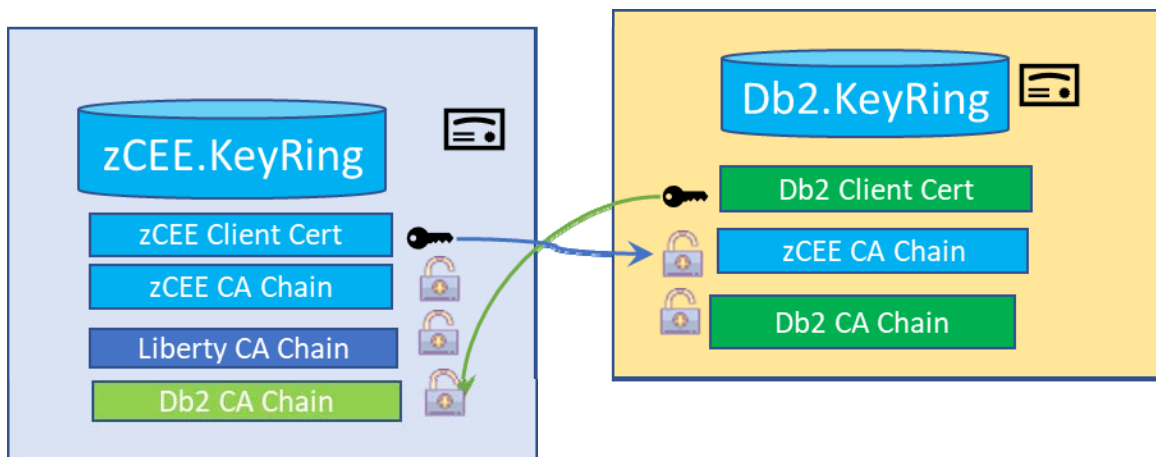 zCEE.KeyRing
zCEE Client Cert
zCEE CA Chain
Liberty CA Chain
Db2 CA Chain
Db2.KeyRing
Db2 Client Cert
zCEE CA Chain
Db2 CA Chain